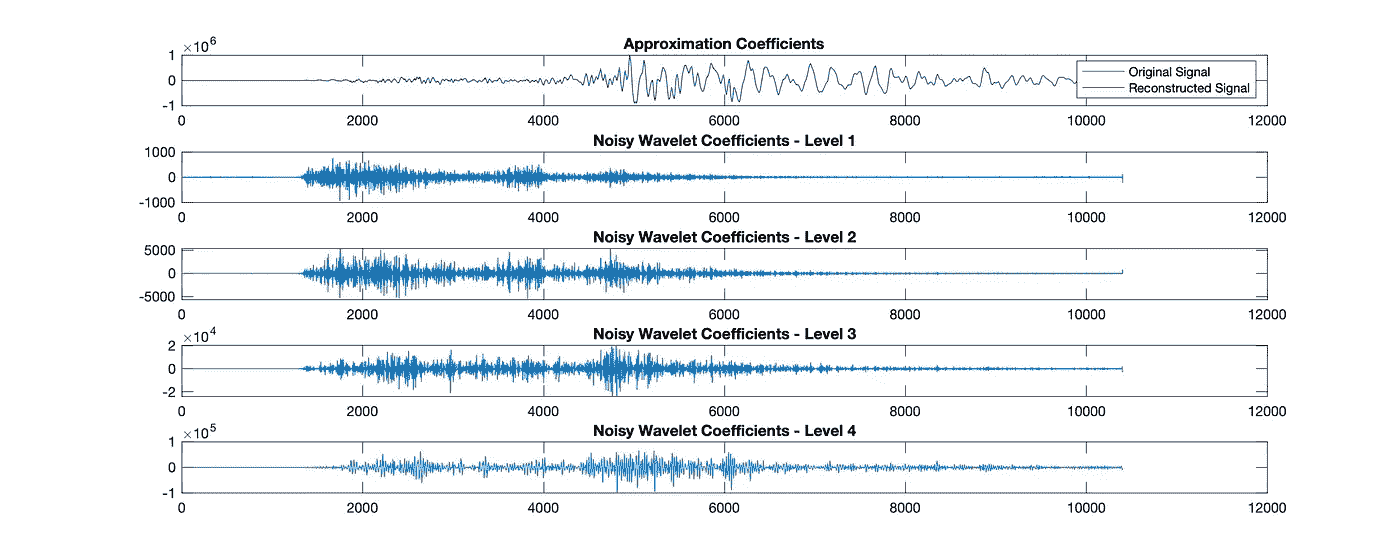 Approximation Coefficients
×10^6
1
0
-1
Original Signal
Reconstructed Signal
0 2000 4000 6000 8000 10000 12000
Noisy Wavelet Coefficients - Level 1
1000
0
-1000
0 2000 4000 6000 8000 10000 12000
Noisy Wavelet Coefficients - Level 2
5000
0
-5000
0 2000 4000 6000 8000 10000 12000
Noisy Wavelet Coefficients - Level 3
×10^4
2
0
-2
0 2000 4000 6000 8000 10000 12000
Noisy Wavelet Coefficients - Level 4
×10^5
1
0
-1
0 2000 4000 6000 8000 10000 12000